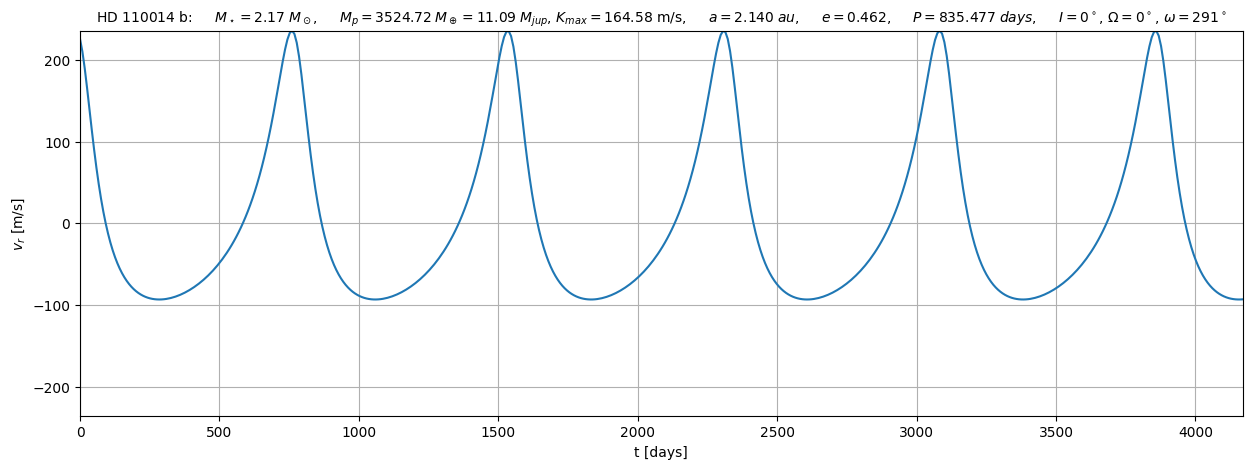 HD 110014 b: M⋆ = 2.17 M⊙, Mp = 3524.72 M⊕ = 11.09 Mjup, Kmax = 164.58 m/s, a = 2.140 au, e = 0.462, P = 835.477 days, I = 0°, Ω = 0°, ω = 291°
200
100
0
−100
−200
vr [m/s]
0 500 1000 1500 2000 2500 3000 3500 4000
t [days]